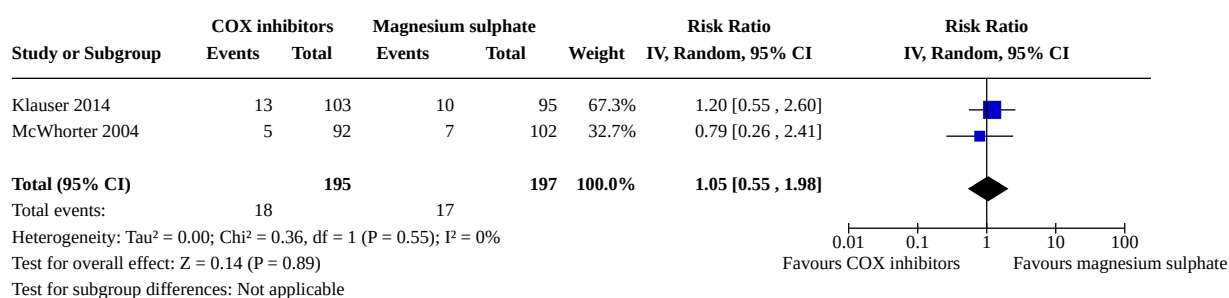 COX inhibitors Magnesium sulphate Risk Ratio Risk Ratio
Study or Subgroup Events Total Events Total Weight IV, Random, 95% CI IV, Random, 95% CI
Klauser 2014 13 103 10 95 67.3% 1.20 [0.55 , 2.60]
McWhorter 2004 5 92 7 102 32.7% 0.79 [0.26 , 2.41]
Total (95% CI) 195 197 100.0% 1.05 [0.55 , 1.98]
Total events: 18 17
Heterogeneity: Tau² = 0.00; Chi² = 0.36, df = 1 (P = 0.55); I² = 0%
0.01 0.1 1 10 100
Test for overall effect: Z = 0.14 (P = 0.89) Favours COX inhibitors Favours magnesium sulphate
Test for subgroup differences: Not applicable